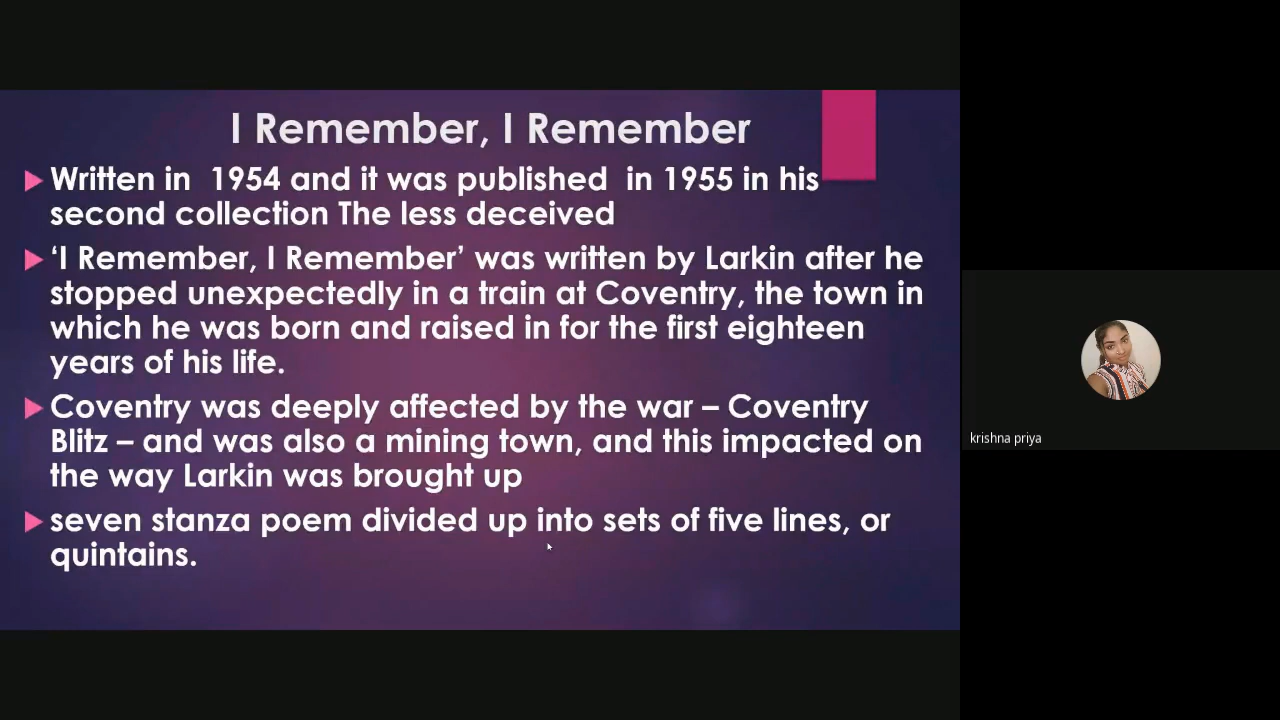 I Remember, I Remember
Written in 1954 and it was published in 1955 in his
second collection The less deceived
‘I Remember, I Remember’ was written by Larkin after he
stopped unexpectedly in a train at Coventry, the town in
which he was born and raised in for the first eighteen
years of his life.
Coventry was deeply affected by the war – Coventry
Blitz – and was also a mining town, and this impacted on
the way Larkin was brought up
seven stanza poem divided up into sets of five lines, or
quintains.
krishna priya